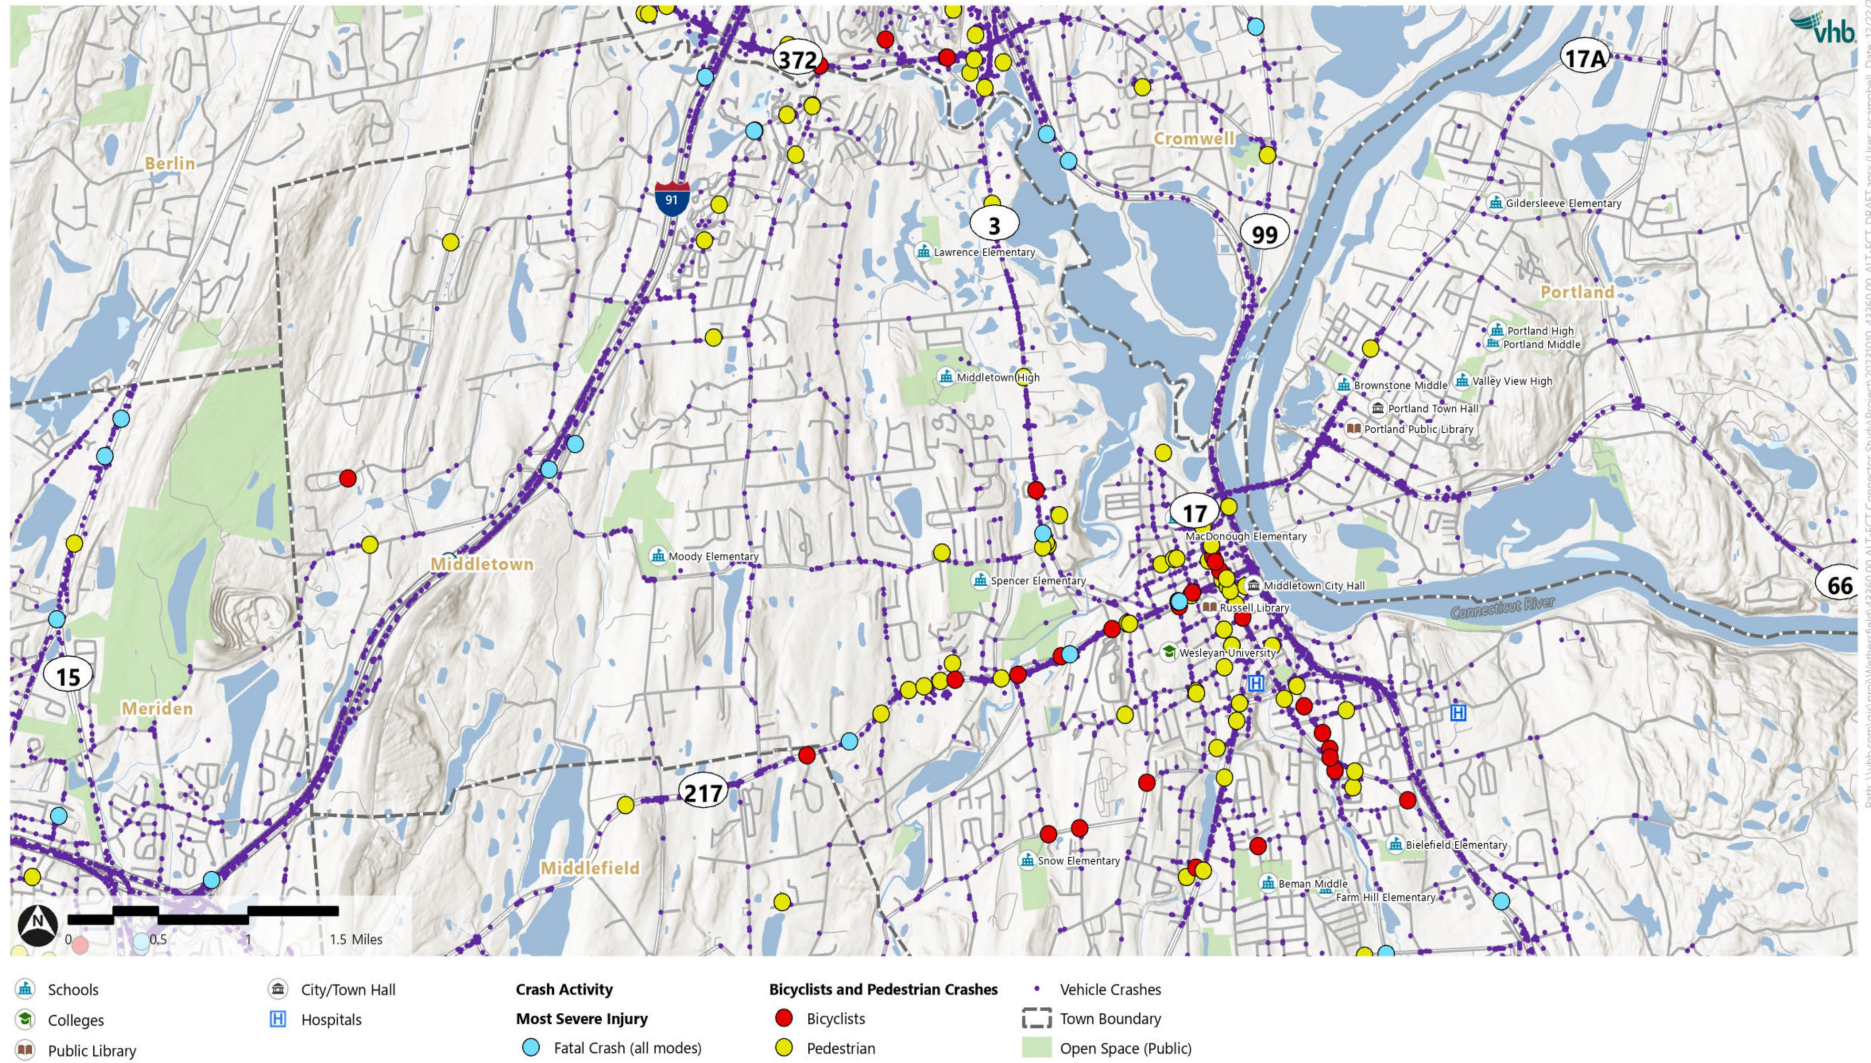 vhb
372
17A
Berlin
Cromwell
91
Gildersleeve Elementary
3
99
Lawrence Elementary
Portland
Portland High
Portland Middle
Middletown High
Brownstone Middle
Valley View High
Portland Town Hall
Portland Public Library
17
MacDonough Elementary
Moody Elementary
Middletown
Spencer Elementary
Middletown City Hall
66
Russell Library
Connecticut River
Wesleyan University
15
H
Meriden
H
217
Bielefield Elementary
Snow Elementary
Middlefield
Beman Middle
Farm Hill Elementary
N
0 0.5 1 1.5 Miles
Schools
City/Town Hall
Crash Activity
Bicyclists and Pedestrian Crashes
Vehicle Crashes
Colleges
H Hospitals
Most Severe Injury
Bicyclists
Town Boundary
Public Library
Fatal Crash (all modes)
Pedestrian
Open Space (Public)